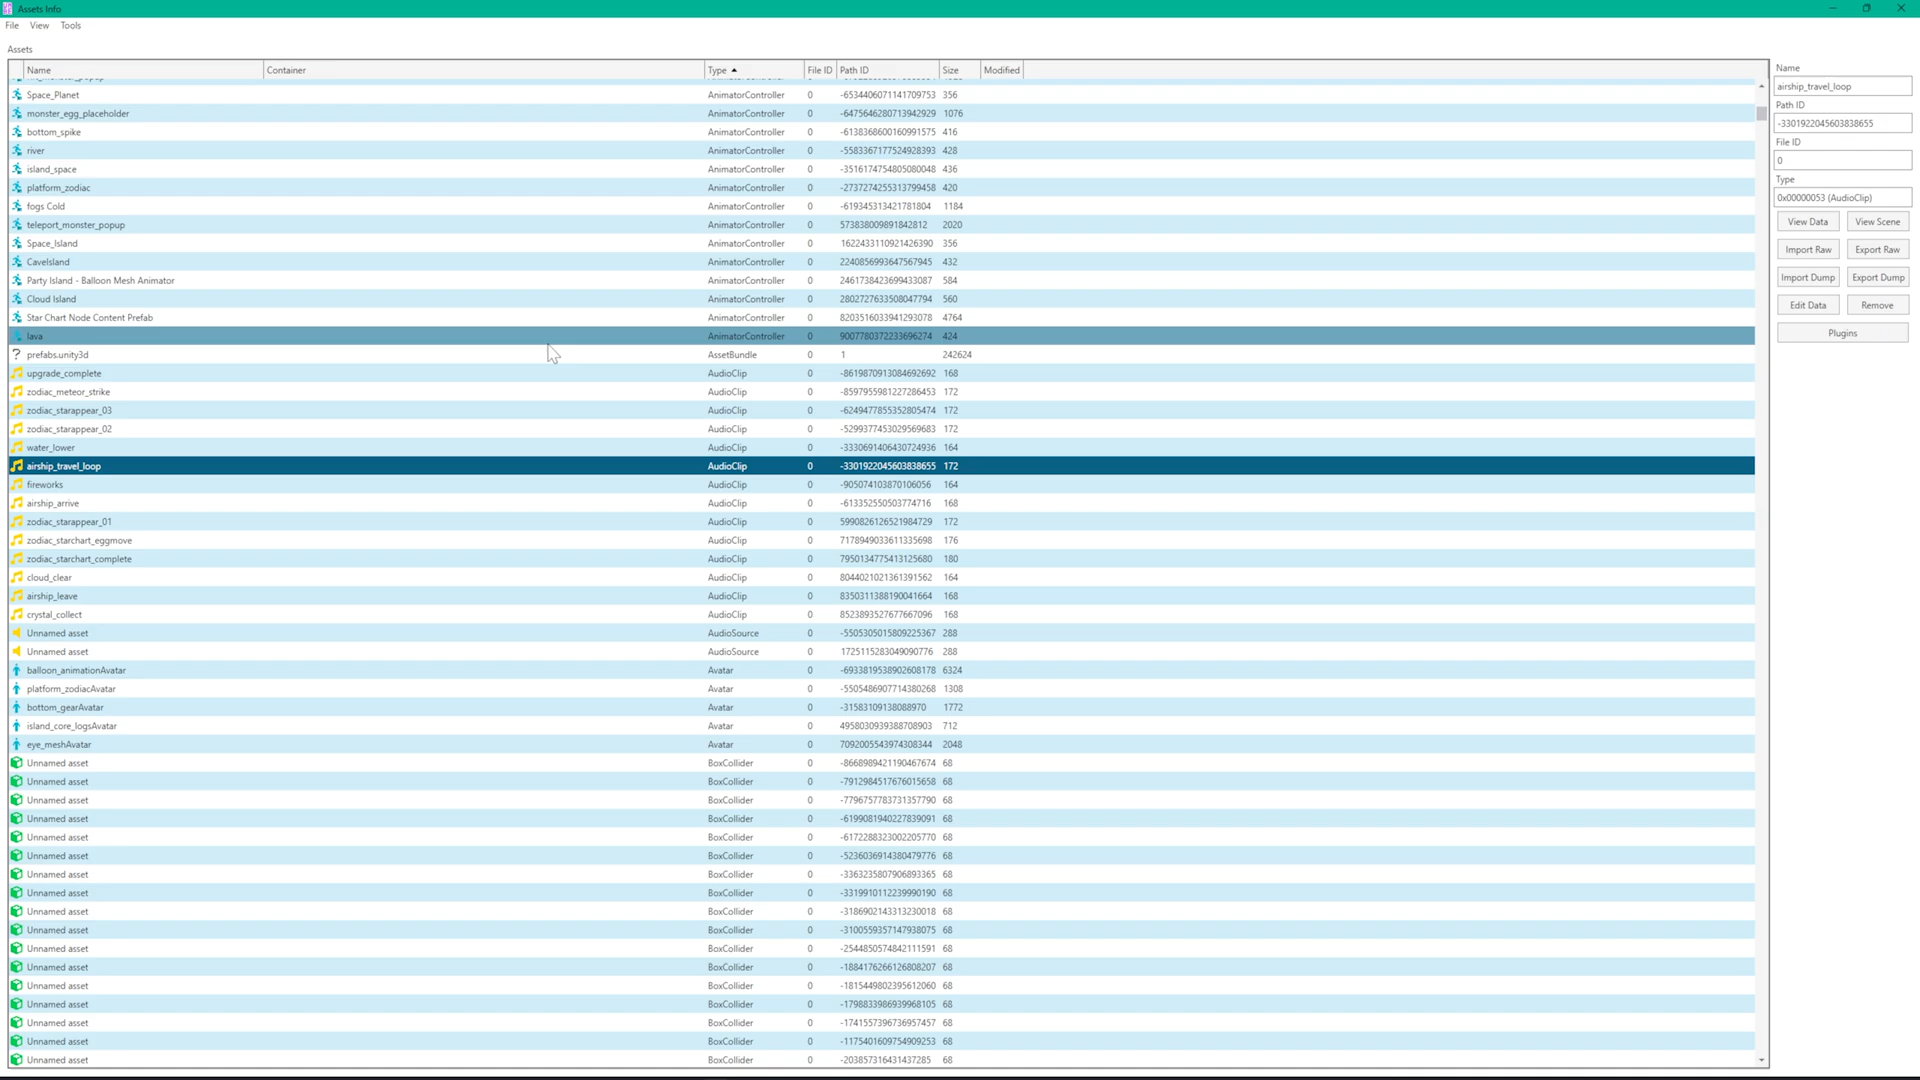 Assets Info
File View Tools
Assets
Name Container Type File ID Path ID Size Modified
Space_Planet AnimatorController 0 -6534406071141709753 356
monster_egg_placeholder AnimatorController 0 -6475646280713942929 1076
bottom_spike AnimatorController 0 -6138368600160991575 416
river AnimatorController 0 -5583367177524928393 428
island_space AnimatorController 0 -3516174754805080048 436
platform_zodiac AnimatorController 0 -2737274255313799458 420
fogs Cold AnimatorController 0 -619345313421781804 1184
teleport_monster_popup AnimatorController 0 573838009891842812 2020
Space_Island AnimatorController 0 1622433110921426390 356
CaveIsland AnimatorController 0 2240856993647567945 432
Party Island - Balloon Mesh Animator AnimatorController 0 2461738423699433087 584
Cloud Island AnimatorController 0 2802727633508047794 560
Star Chart Node Content Prefab AnimatorController 0 8203516033941293078 4764
lava AnimatorController 0 9007780372233696274 424
prefabs.unity3d AssetBundle 0 1 242624
upgrade_complete AudioClip 0 -8619870913084692692 168
zodiac_meteor_strike AudioClip 0 -8597955981227286453 172
zodiac_starappear_03 AudioClip 0 -6249477855352805474 172
zodiac_starappear_02 AudioClip 0 -5299377453029569683 172
water_lower AudioClip 0 -3330691406430724936 164
airship_travel_loop AudioClip 0 -3301922045603838655 172
fireworks AudioClip 0 -905074103870106056 164
airship_arrive AudioClip 0 -613352550503774716 168
zodiac_starappear_01 AudioClip 0 5990826126521984729 172
zodiac_starchart_eggmove AudioClip 0 7178949033611335698 176
zodiac_starchart_complete AudioClip 0 7950134775413125680 180
cloud_clear AudioClip 0 8044021021361391562 164
airship_leave AudioClip 0 8350311388190041664 168
crystal_collect AudioClip 0 8523893527677667096 168
Unnamed asset AudioSource 0 -5505305015809225367 288
Unnamed asset AudioSource 0 1725115283049090776 288
balloon_animationAvatar Avatar 0 -6933819538902608178 6324
platform_zodiacAvatar Avatar 0 -5505486907714380268 1308
bottom_gearAvatar Avatar 0 -31583109138088970 1772
island_core_logsAvatar Avatar 0 4958030939388708903 712
eye_meshAvatar Avatar 0 7092005543974308344 2048
Unnamed asset BoxCollider 0 -8668989421190467674 68
Unnamed asset BoxCollider 0 -7912984517676015658 68
Unnamed asset BoxCollider 0 -7796757783731357790 68
Unnamed asset BoxCollider 0 -6199081940227839091 68
Unnamed asset BoxCollider 0 -6172288323002205770 68
Unnamed asset BoxCollider 0 -5236036914380479776 68
Unnamed asset BoxCollider 0 -3363235807906893365 68
Unnamed asset BoxCollider 0 -3319910112239990190 68
Unnamed asset BoxCollider 0 -3186902143313230018 68
Unnamed asset BoxCollider 0 -3100559357147938075 68
Unnamed asset BoxCollider 0 -2544850574842111591 68
Unnamed asset BoxCollider 0 -1884176266126808207 68
Unnamed asset BoxCollider 0 -1815449802395612060 68
Unnamed asset BoxCollider 0 -1798833986939968105 68
Unnamed asset BoxCollider 0 -1741557396736957457 68
Unnamed asset BoxCollider 0 -1175401609754909253 68
Unnamed asset BoxCollider 0 -203857316431437285 68
Name
airship_travel_loop
Path ID
-3301922045603838655
File ID
0
Type
0x00000053 (AudioClip)
View Data View Scene
Import Raw Export Raw
Import Dump Export Dump
Edit Data Remove
Plugins